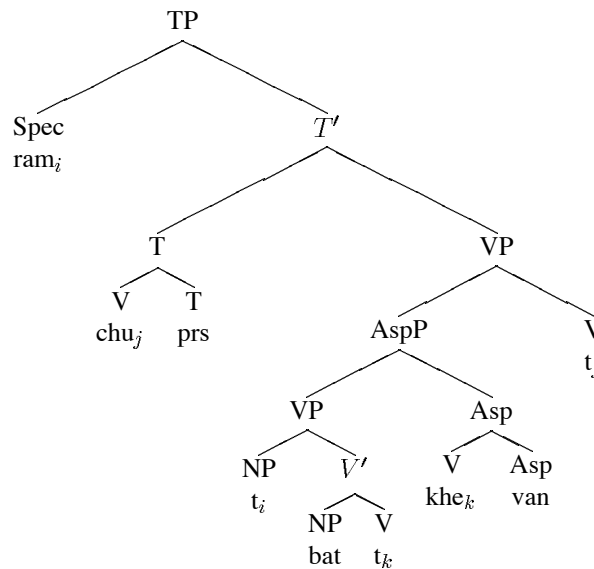 TP
Spec T′
ram_i
T VP
V T
chu_j prs
AspP
VP Asp
NP V′ V Asp
t_i khe_k van
NP V
bat t_k